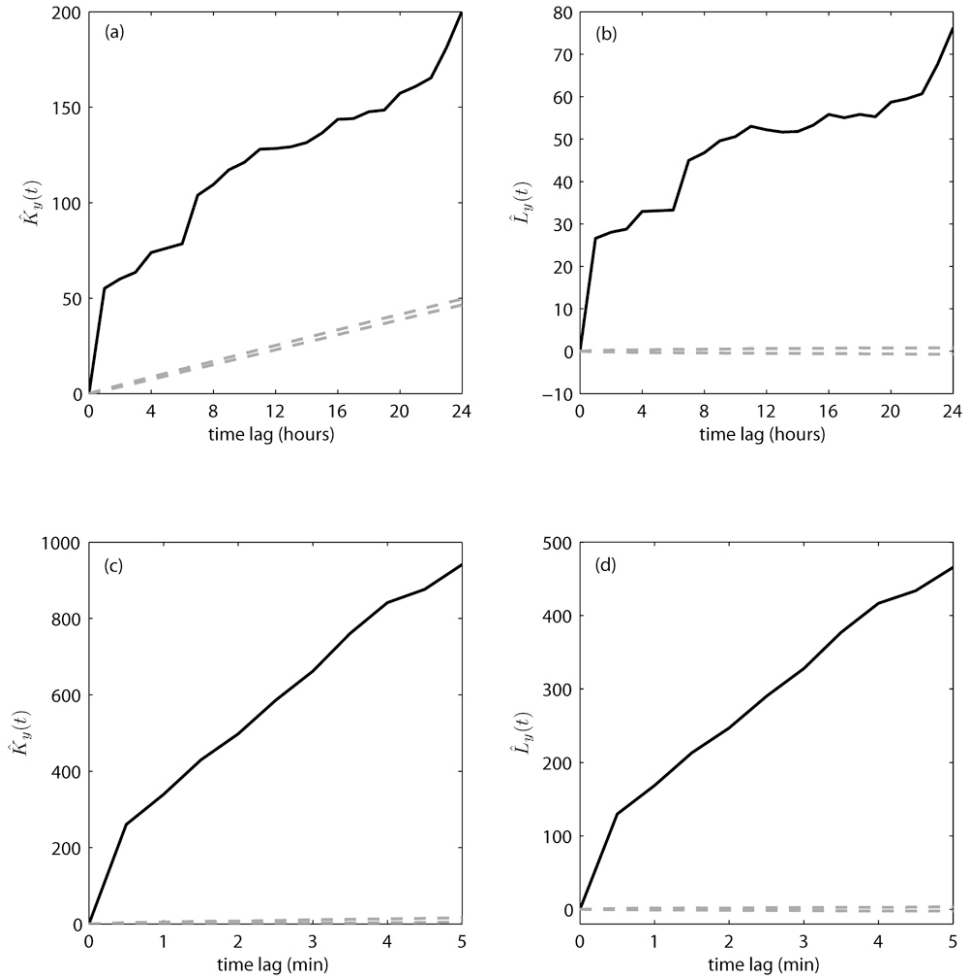 (a)
200
150
100
50
0
K̂y(t)
0 4 8 12 16 20 24
time lag (hours)
(b)
80
70
60
50
40
30
20
10
0
−10
L̂y(t)
0 4 8 12 16 20 24
time lag (hours)
(c)
1000
800
600
400
200
0
K̂y(t)
0 1 2 3 4 5
time lag (min)
(d)
500
400
300
200
100
0
L̂y(t)
0 1 2 3 4 5
time lag (min)